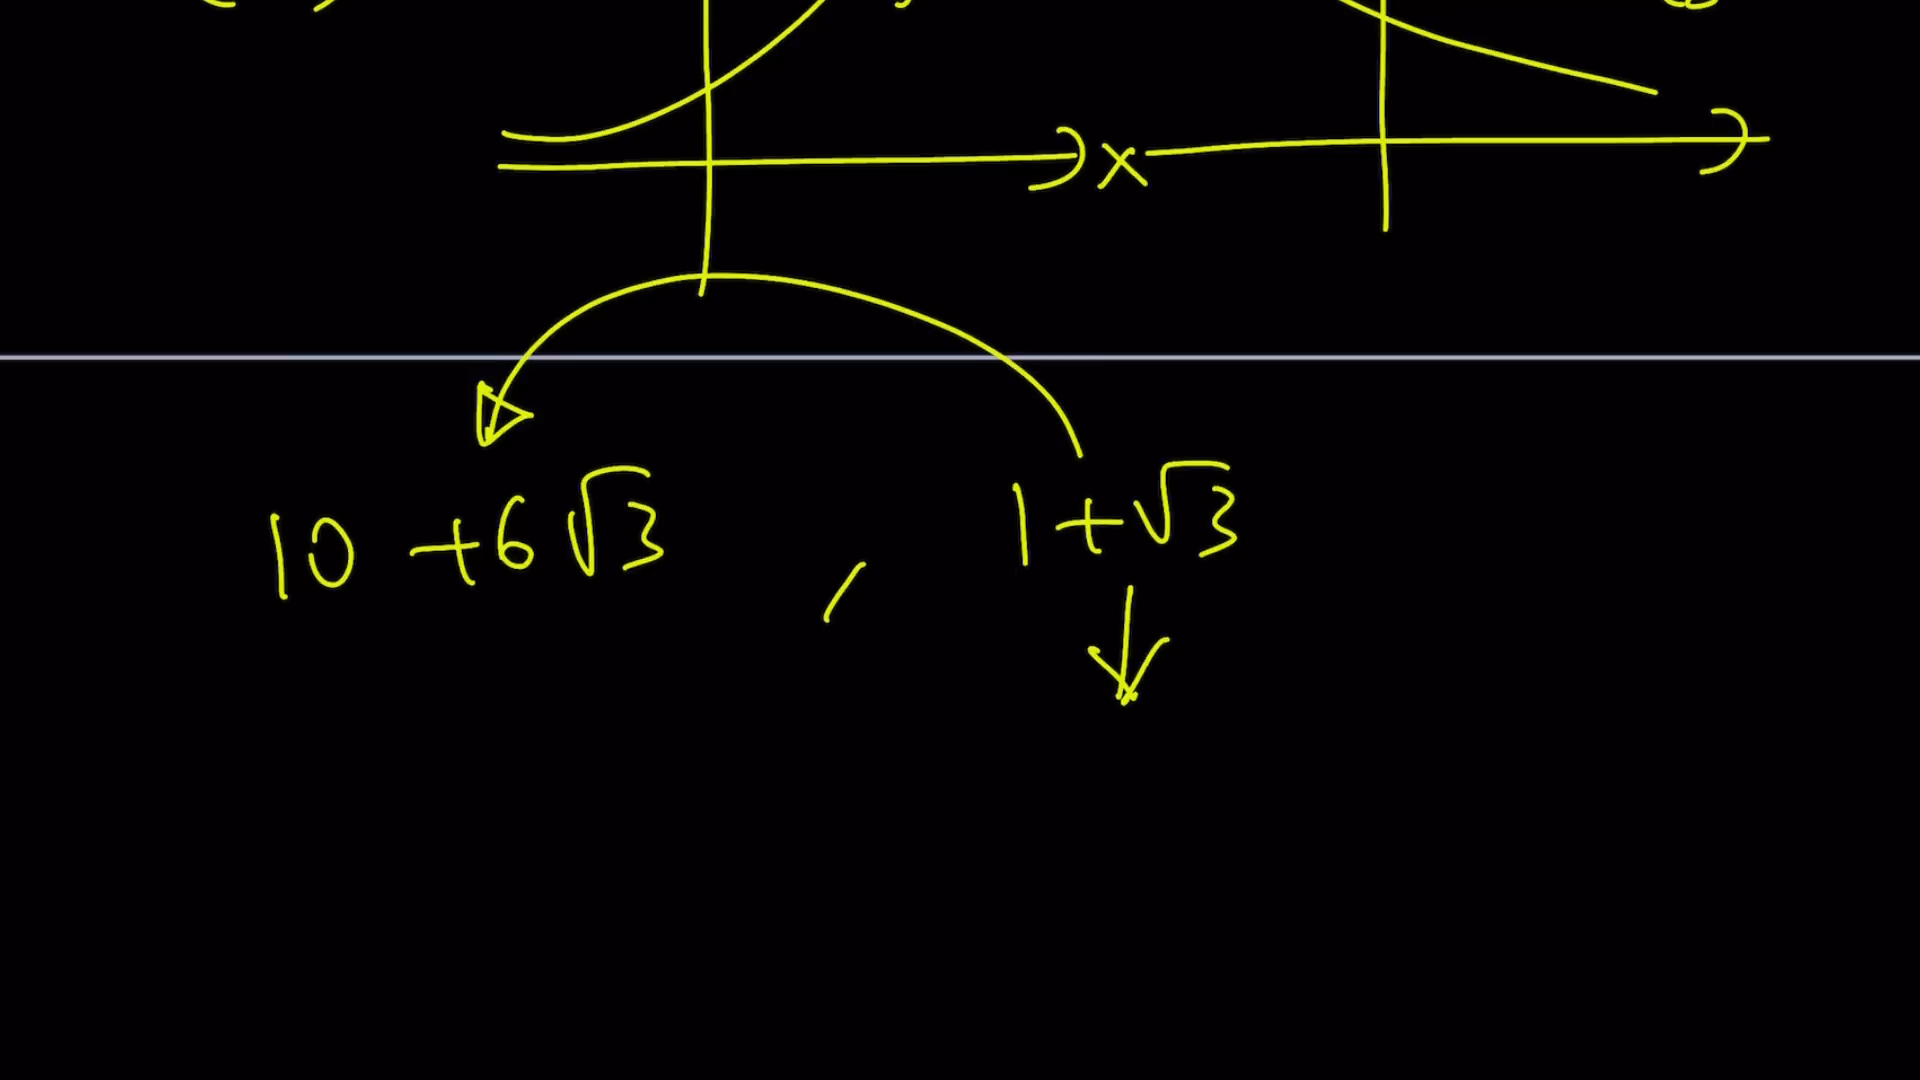 x
10 + 6√3 , 1 + √3